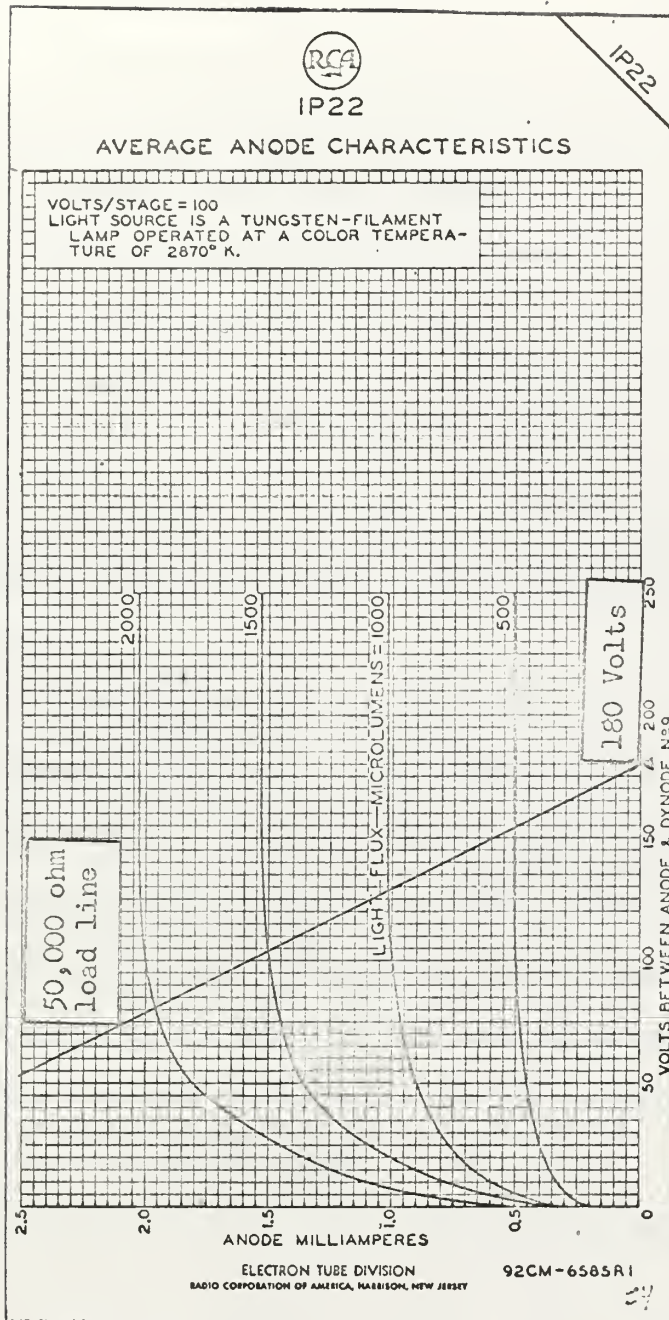 1P22
RCA
1P22
AVERAGE ANODE CHARACTERISTICS
VOLTS/STAGE = 100
LIGHT SOURCE IS A TUNGSTEN-FILAMENT
LAMP OPERATED AT A COLOR TEMPERA-
TURE OF 2870° K.
2000
1500
LIGHT FLUX-MICROLUMENS=1000
500
50,000 ohm
load line
180 Volts
250
200
150
100
50
0
VOLTS BETWEEN ANODE & DYNODE Nº9
2.5
2.0
1.5
1.0
0.5
ANODE MILLIAMPERES
ELECTRON TUBE DIVISION
RADIO CORPORATION OF AMERICA, HARRISON, NEW JERSEY
92CM-6585R1